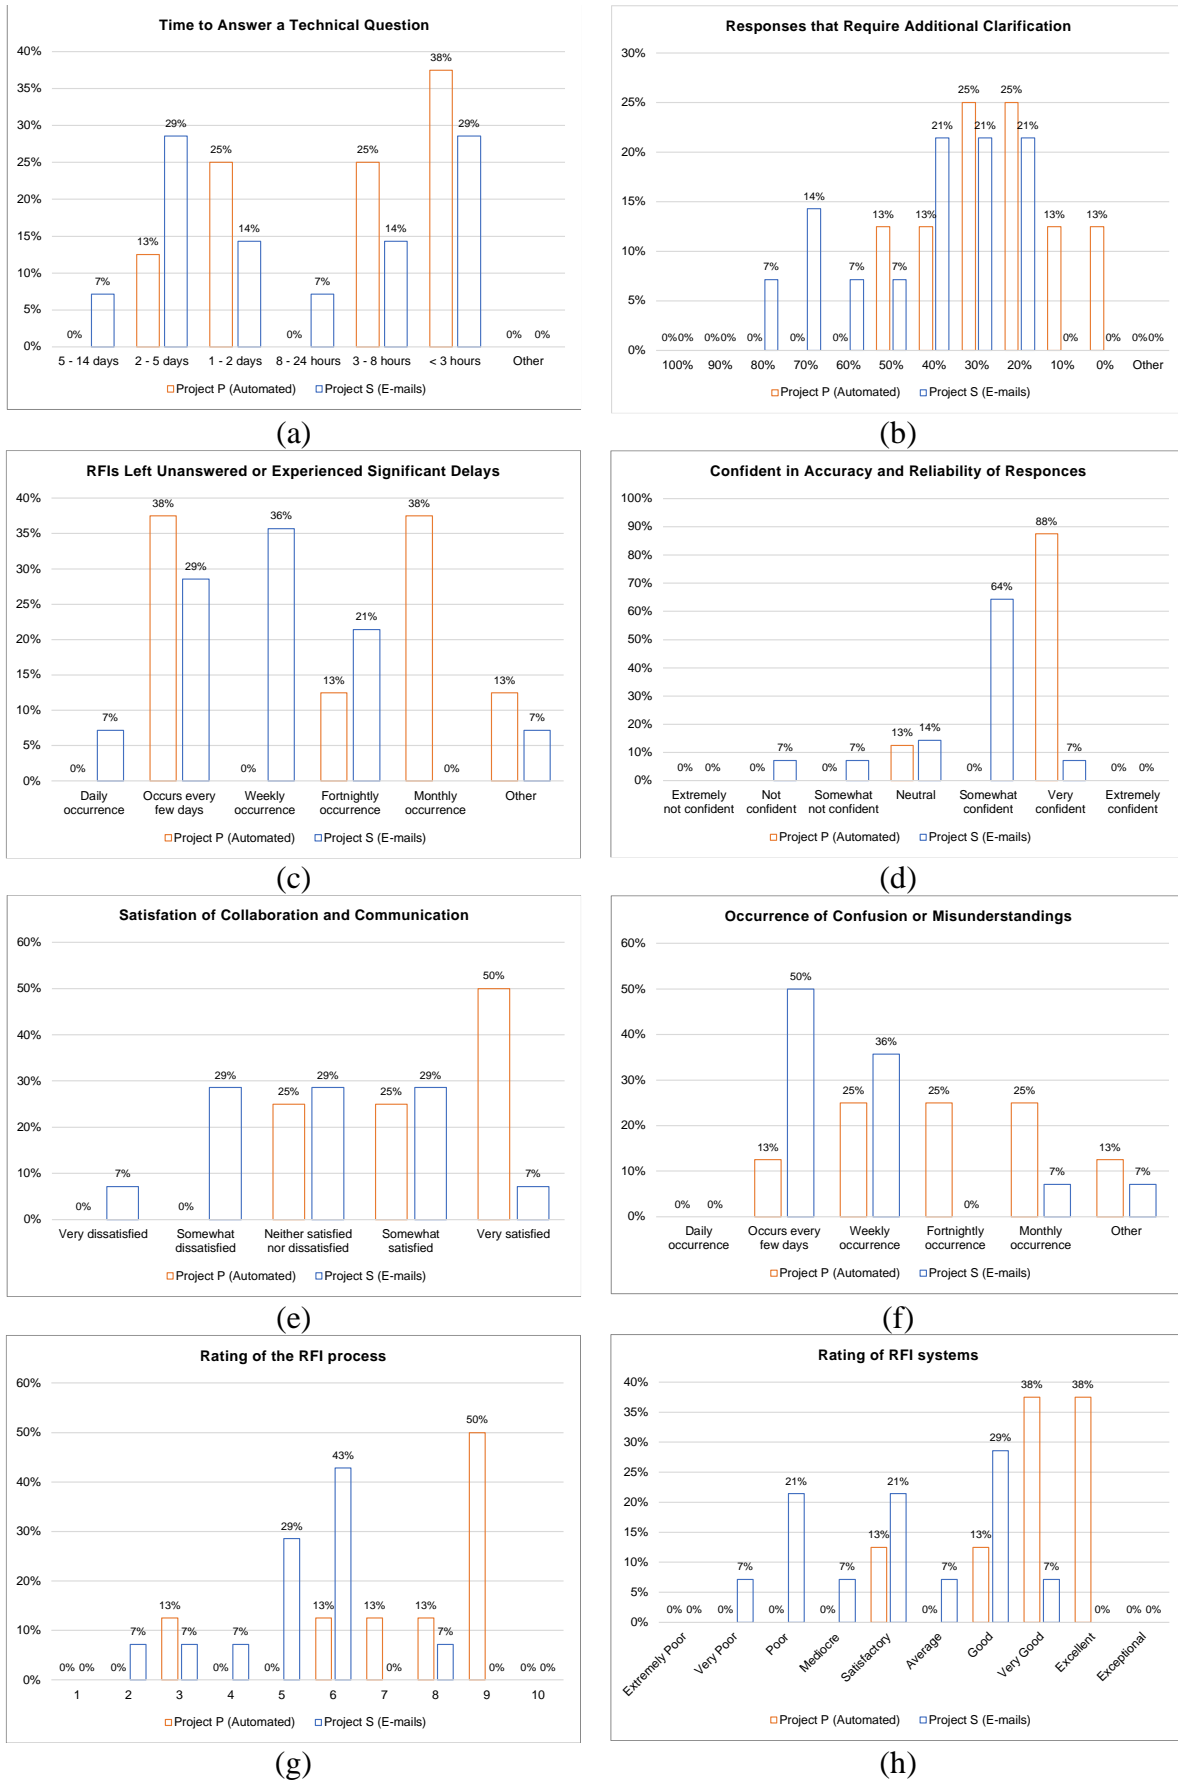 Time to Answer a Technical Question
40%
35%
30%
25%
20%
15%
10%
5%
0%
0% 7% 13% 29% 25% 14% 0% 7% 25% 14% 38% 29% 0% 0%
5 - 14 days 2 - 5 days 1 - 2 days 8 - 24 hours 3 - 8 hours < 3 hours Other
Project P (Automated) Project S (E-mails)
(a)
Responses that Require Additional Clarification
30%
25%
20%
15%
10%
5%
0%
0% 0% 0% 0% 0% 7% 0% 14% 0% 7% 13% 7% 13% 21% 25% 21% 25% 21% 13% 0% 13% 0% 0% 0%
100% 90% 80% 70% 60% 50% 40% 30% 20% 10% 0% Other
Project P (Automated) Project S (E-mails)
(b)
RFIs Left Unanswered or Experienced Significant Delays
40%
35%
30%
25%
20%
15%
10%
5%
0%
0% 7% 38% 29% 0% 36% 13% 21% 38% 0% 13% 7%
Daily Occurs every Weekly Fortnightly Monthly Other
occurrence few days occurrence occurrence occurrence
Project P (Automated) Project S (E-mails)
(c)
Confident in Accuracy and Reliability of Responces
100%
90%
80%
70%
60%
50%
40%
30%
20%
10%
0%
0% 0% 0% 7% 0% 7% 13% 14% 0% 64% 88% 7% 0% 0%
Extremely Not Somewhat Neutral Somewhat Very Extremely
not confident confident not confident confident confident confident
Project P (Automated) Project S (E-mails)
(d)
Satisfation of Collaboration and Communication
60%
50%
40%
30%
20%
10%
0%
0% 7% 0% 29% 25% 29% 25% 29% 50% 7%
Very dissatisfied Somewhat Neither satisfied Somewhat Very satisfied
dissatisfied nor dissatisfied satisfied
Project P (Automated) Project S (E-mails)
(e)
Occurrence of Confusion or Misunderstandings
60%
50%
40%
30%
20%
10%
0%
0% 0% 13% 50% 25% 36% 25% 0% 25% 7% 13% 7%
Daily Occurs every Weekly Fortnightly Monthly Other
occurrence few days occurrence occurrence occurrence
Project P (Automated) Project S (E-mails)
(f)
Rating of the RFI process
60%
50%
40%
30%
20%
10%
0%
0% 0% 0% 7% 13% 7% 0% 7% 0% 29% 13% 43% 13% 0% 13% 7% 50% 0% 0% 0%
1 2 3 4 5 6 7 8 9 10
Project P (Automated) Project S (E-mails)
(g)
Rating of RFI systems
40%
35%
30%
25%
20%
15%
10%
5%
0%
0% 0% 0% 7% 0% 21% 0% 7% 13% 21% 0% 7% 13% 29% 38% 7% 38% 0% 0% 0%
Extremely Poor Very Poor Poor Mediocre Satisfactory Average Good Very Good Excellent Exceptional
Project P (Automated) Project S (E-mails)
(h)